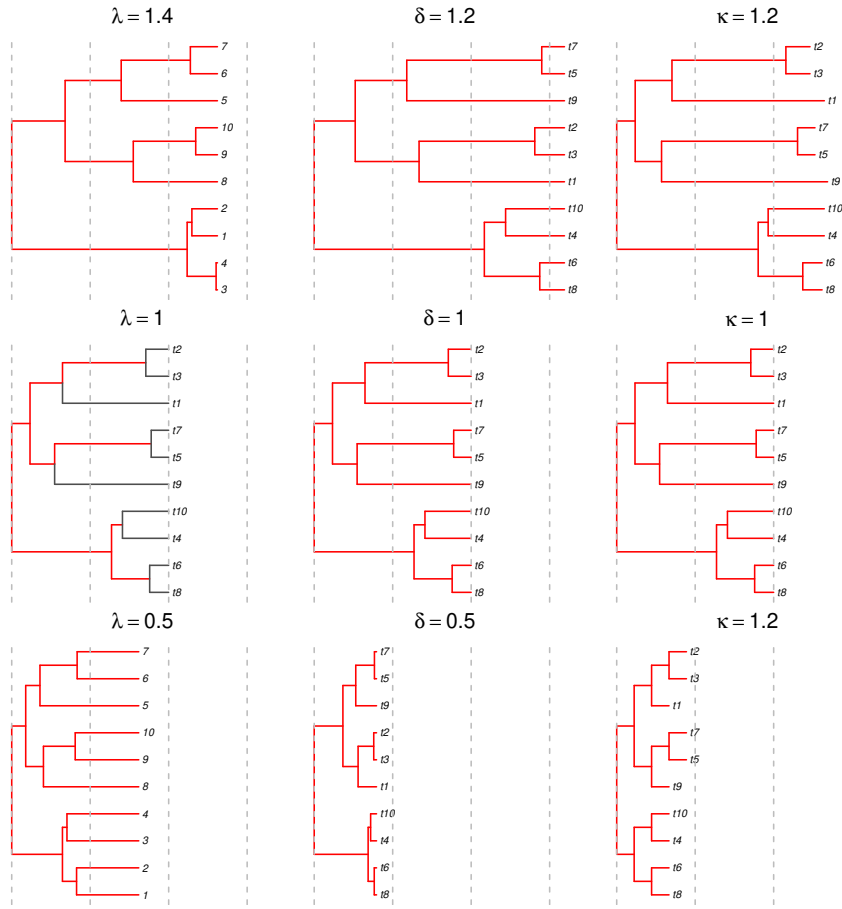 λ = 1.4
7
6
5
10
9
8
2
1
4
3
δ = 1.2
t7
t5
t9
t2
t3
t1
t10
t4
t6
t8
κ = 1.2
t2
t3
t1
t7
t5
t9
t10
t4
t6
t8
λ = 1
t2
t3
t1
t7
t5
t9
t10
t4
t6
t8
δ = 1
t2
t3
t1
t7
t5
t9
t10
t4
t6
t8
κ = 1
t2
t3
t1
t7
t5
t9
t10
t4
t6
t8
λ = 0.5
7
6
5
10
9
8
4
3
2
1
δ = 0.5
t7
t5
t9
t2
t3
t1
t10
t4
t6
t8
κ = 1.2
t2
t3
t1
t7
t5
t9
t10
t4
t6
t8